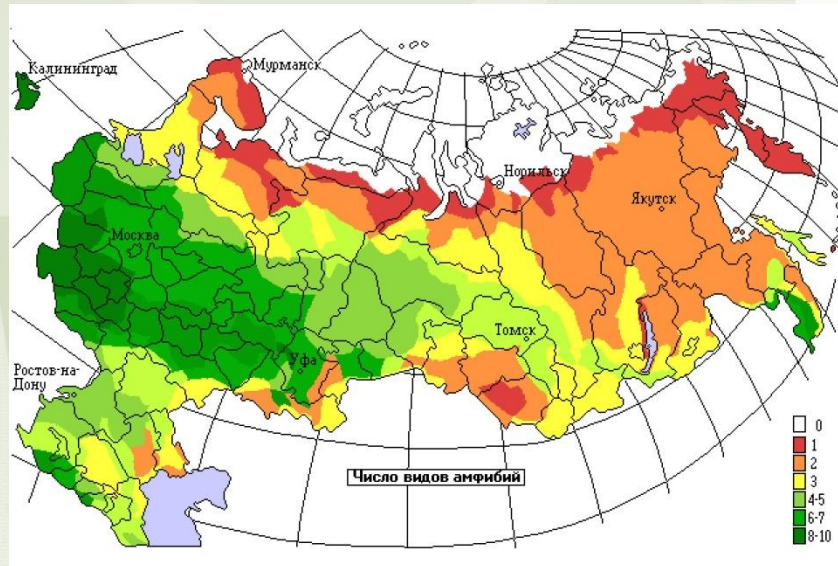 Калининград
Мурманск
Норильск
Якутск
Москва
Томск
Уфа
Ростов-на-
Дону
Число видов амфибий
0
1
2
3
4-5
6-7
8-10